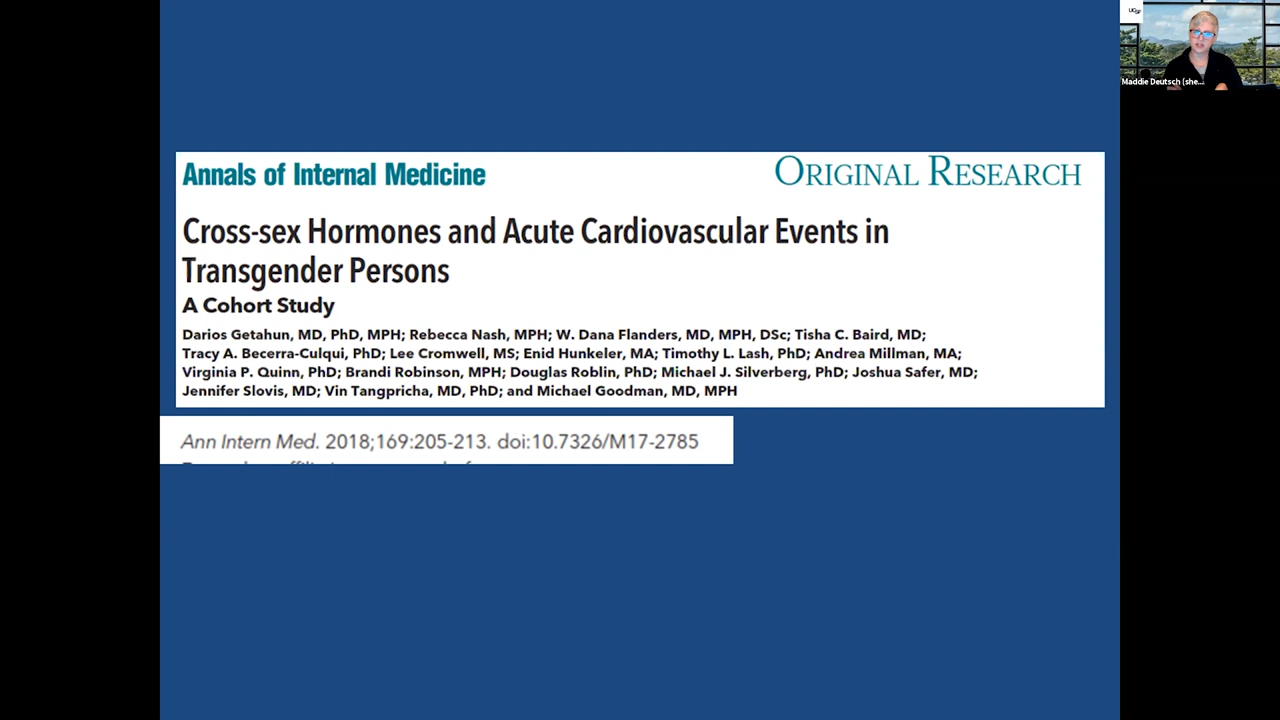 UCSF
Maddie Deutsch (she...
Annals of Internal Medicine
ORIGINAL RESEARCH
Cross-sex Hormones and Acute Cardiovascular Events in
Transgender Persons
A Cohort Study
Darios Getahun, MD, PhD, MPH; Rebecca Nash, MPH; W. Dana Flanders, MD, MPH, DSc; Tisha C. Baird, MD;
Tracy A. Becerra-Culqui, PhD; Lee Cromwell, MS; Enid Hunkeler, MA; Timothy L. Lash, PhD; Andrea Millman, MA;
Virginia P. Quinn, PhD; Brandi Robinson, MPH; Douglas Roblin, PhD; Michael J. Silverberg, PhD; Joshua Safer, MD;
Jennifer Slovis, MD; Vin Tangpricha, MD, PhD; and Michael Goodman, MD, MPH
Ann Intern Med. 2018;169:205-213. doi:10.7326/M17-2785